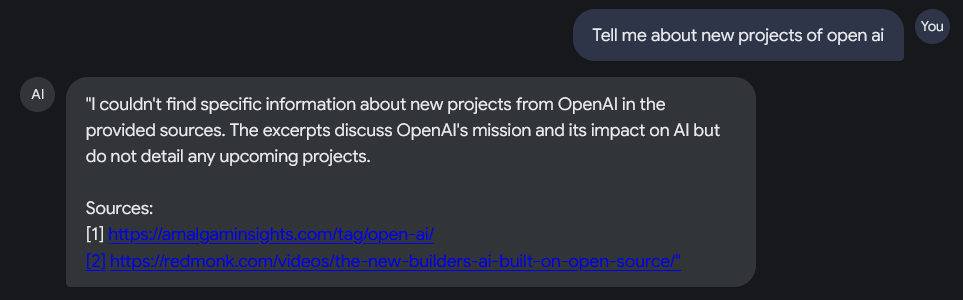 Tell me about new projects of open ai
You
AI
"I couldn't find specific information about new projects from OpenAI in the
provided sources. The excerpts discuss OpenAI's mission and its impact on AI but
do not detail any upcoming projects.
Sources:
[1] https://amalgaminsights.com/tag/open-ai/
[2] https://redmonk.com/videos/the-new-builders-ai-built-on-open-source/"